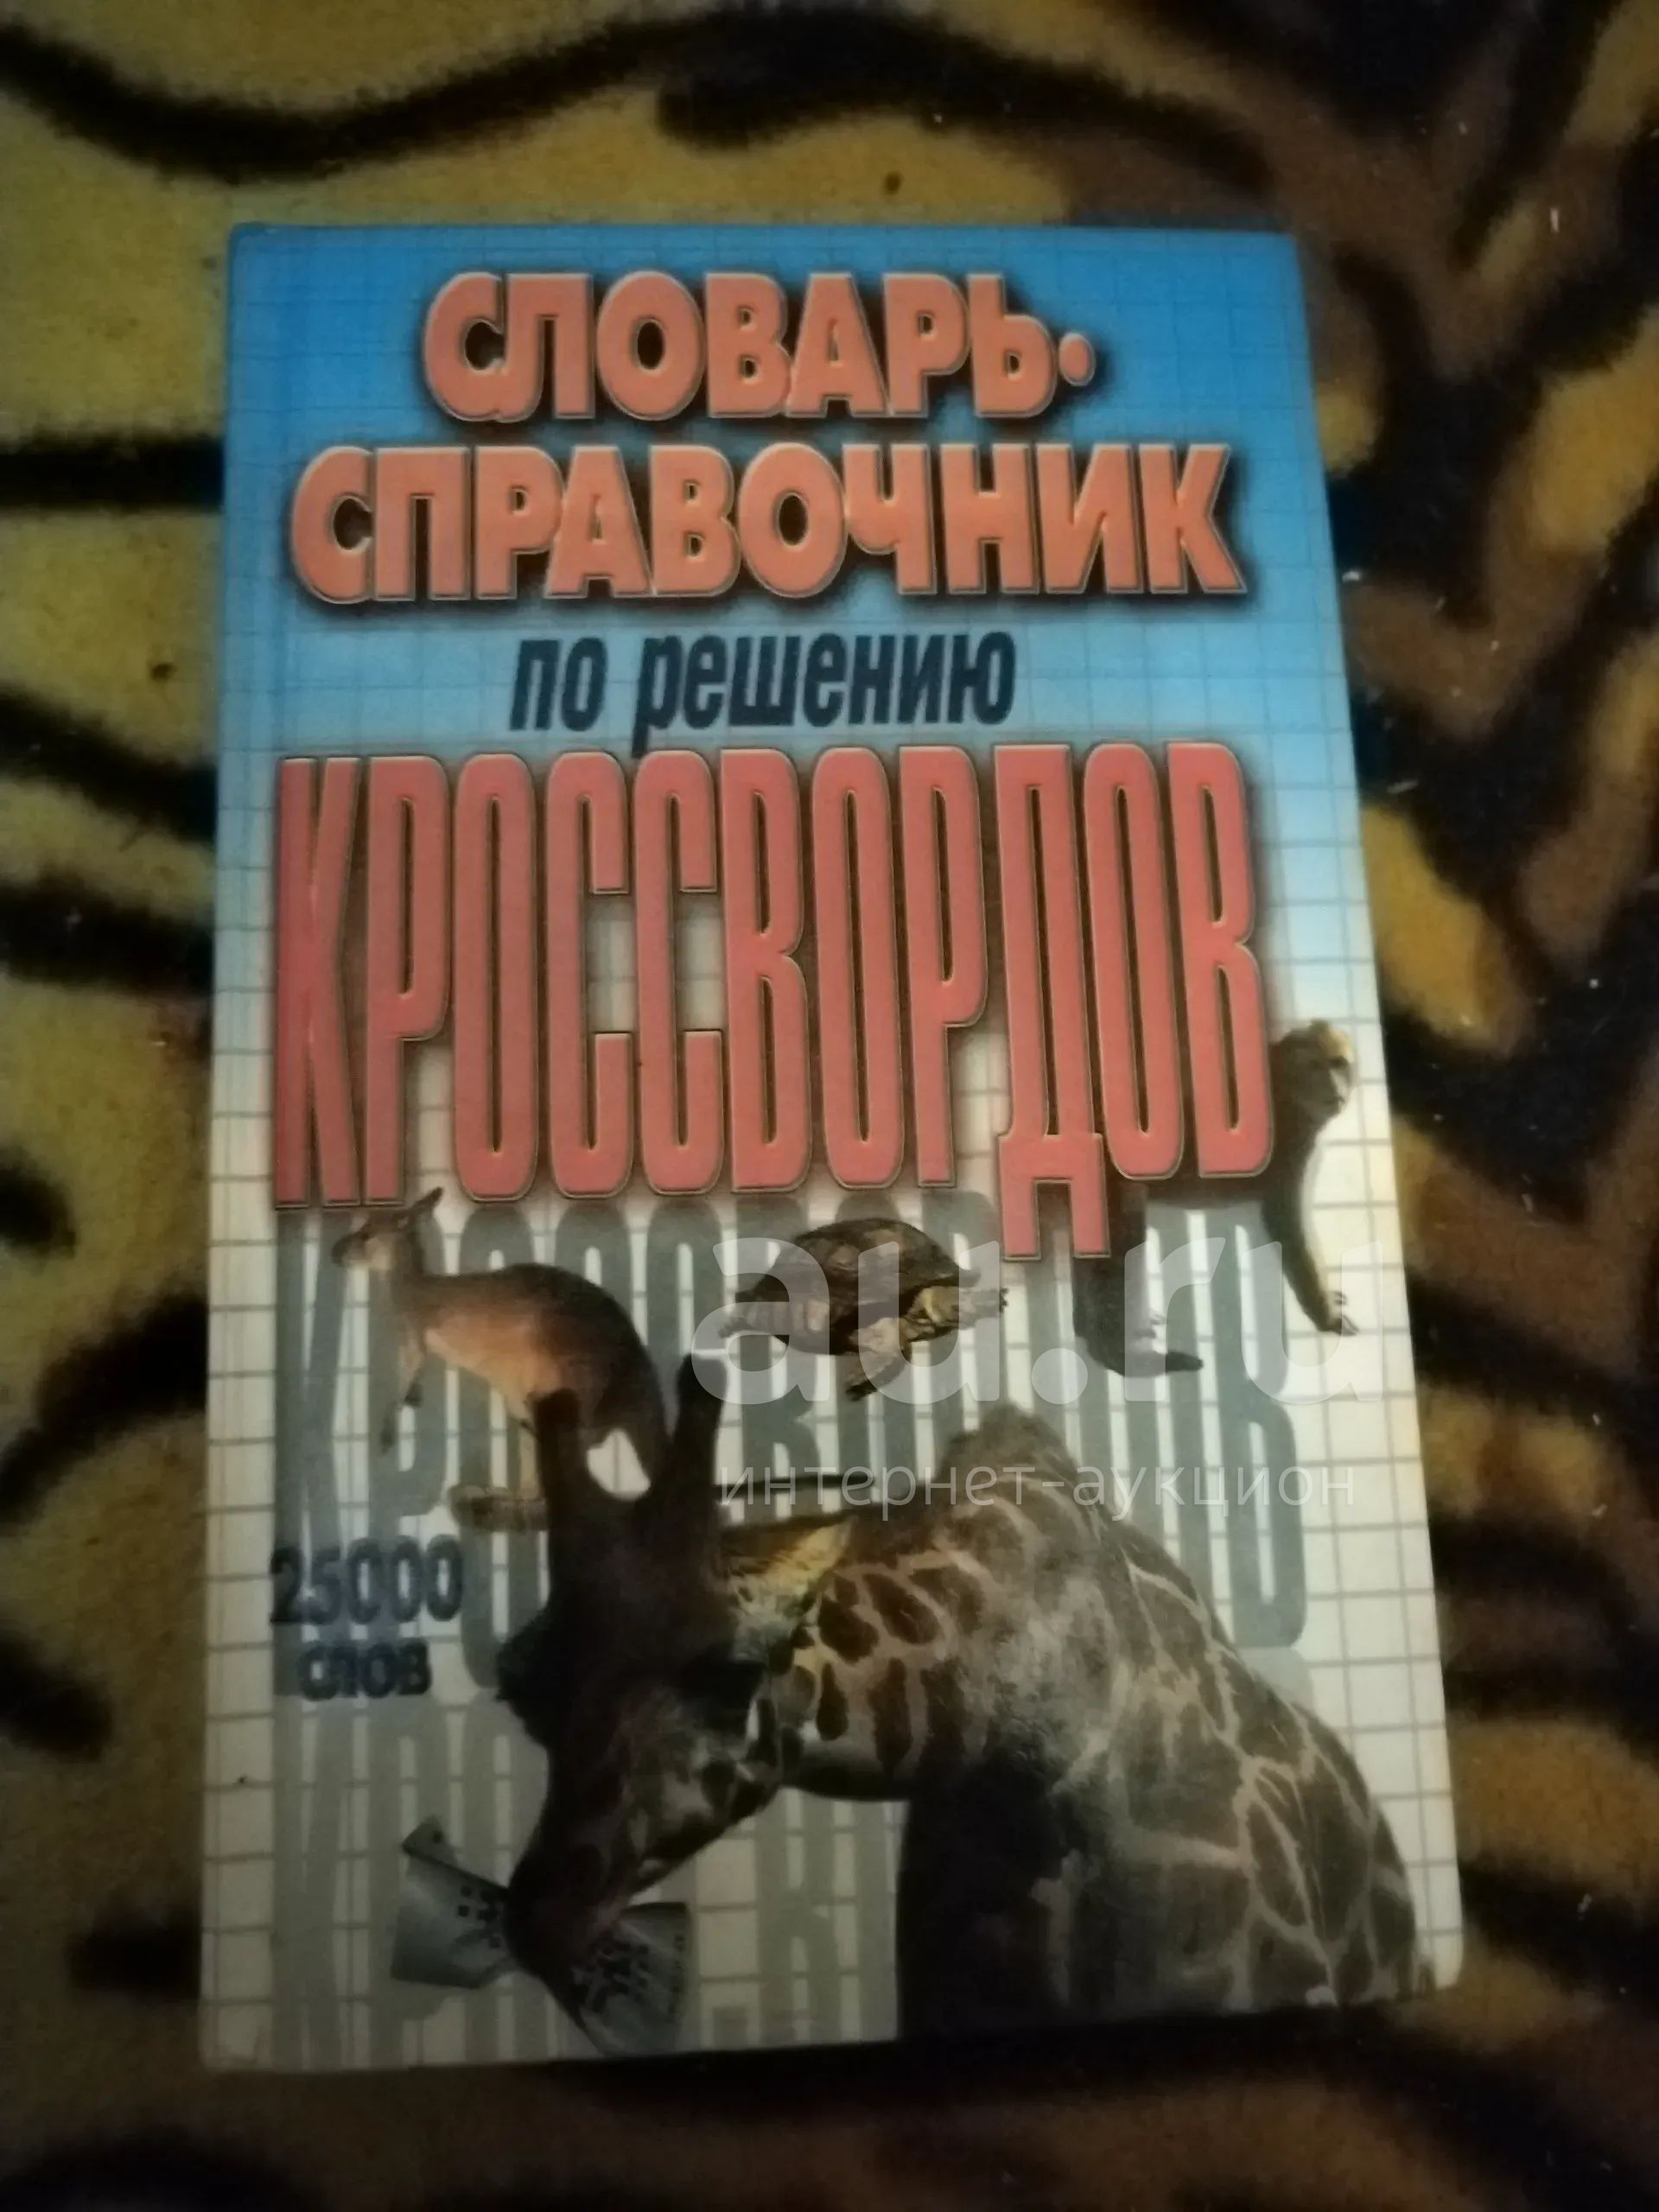 СЛОВАРЬ-
СПРАВОЧНИК
по решению
КРОССВОРДОВ
au.ru
интернет-аукцион
25000
слов